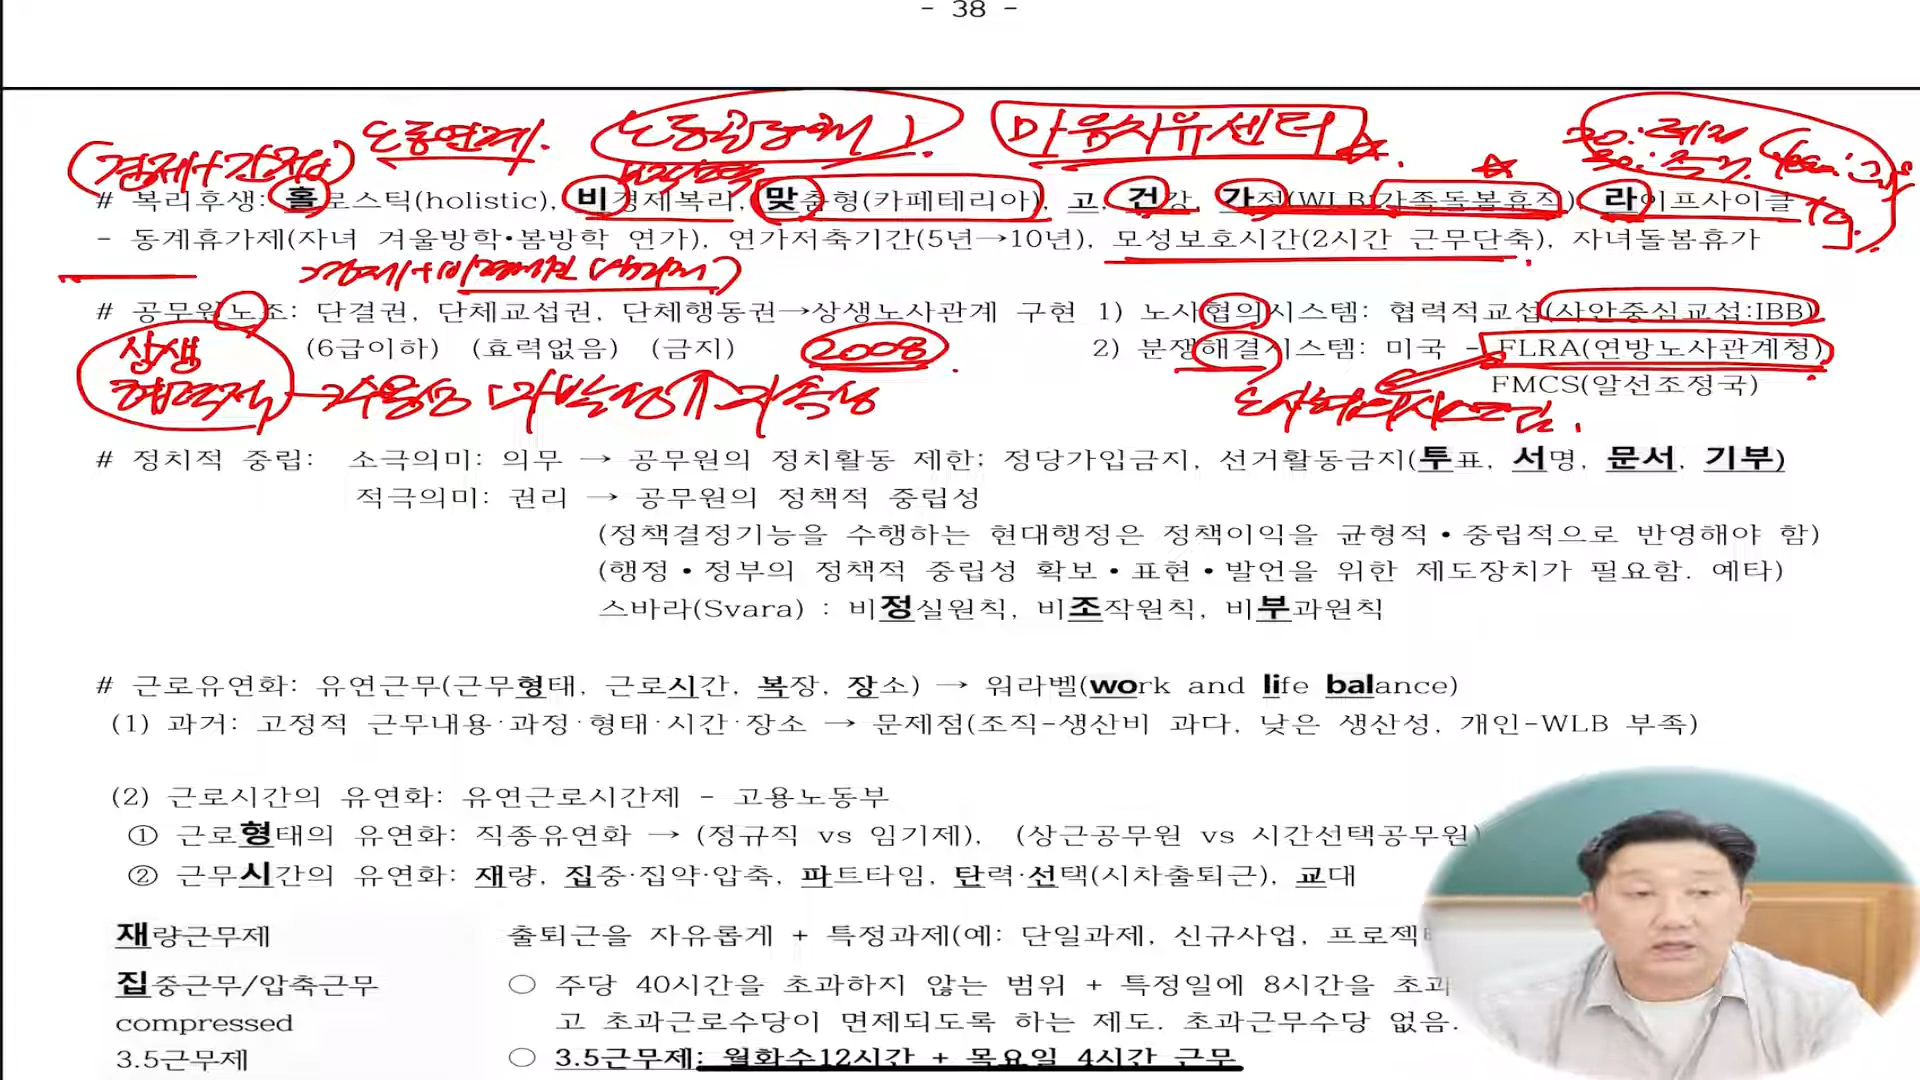 - 38 -
노동연계. 마음자유센터
(경제+간접)
# 복리후생: 홀로스틱(holistic), 비경제복리, 맞춤형(카페테리아), 고, 건강, 가정(WLB:가족돌봄휴직), 라이프사이클
- 동계휴가제(자녀 겨울방학•봄방학 연가), 연가저축기간(5년→10년), 모성보호시간(2시간 근무단축), 자녀돌봄휴가
# 공무원노조: 단결권, 단체교섭권, 단체행동권→상생노사관계 구현 1) 노사협의시스템: 협력적교섭(사안중심교섭:IBB)
상생 (6급이하) (효력없음) (금지) 2008. 2) 분쟁해결시스템: 미국 - FLRA(연방노사관계청)
FMCS(알선조정국)
협력적 수용성 지속성 노사협의시스템.
# 정치적 중립: 소극의미: 의무 → 공무원의 정치활동 제한; 정당가입금지, 선거활동금지(투표, 서명, 문서, 기부)
적극의미: 권리 → 공무원의 정책적 중립성
(정책결정기능을 수행하는 현대행정은 정책이익을 균형적•중립적으로 반영해야 함)
(행정•정부의 정책적 중립성 확보•표현•발언을 위한 제도장치가 필요함. 예타)
스바라(Svara) : 비정실원칙, 비조작원칙, 비부과원칙
# 근로유연화: 유연근무(근무형태, 근로시간, 복장, 장소) → 워라벨(work and life balance)
(1) 과거: 고정적 근무내용·과정·형태·시간·장소 → 문제점(조직-생산비 과다, 낮은 생산성, 개인-WLB 부족)
(2) 근로시간의 유연화: 유연근로시간제 - 고용노동부
① 근로형태의 유연화: 직종유연화 → (정규직 vs 임기제), (상근공무원 vs 시간선택공무원)
② 근무시간의 유연화: 재량, 집중·집약·압축, 파트타임, 탄력·선택(시차출퇴근), 교대
재량근무제 출퇴근을 자유롭게 + 특정과제(예: 단일과제, 신규사업, 프로젝
집중근무/압축근무 ○ 주당 40시간을 초과하지 않는 범위 + 특정일에 8시간을 초과
compressed 고 초과근로수당이 면제되도록 하는 제도. 초과근무수당 없음.
3.5근무제 ○ 3.5근무제: 월화수12시간 + 목요일 4시간 근무